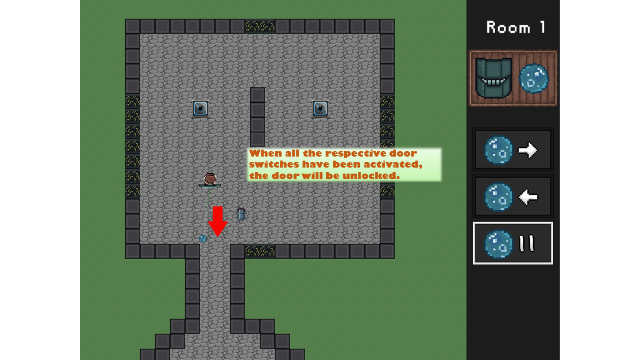 Room 1
When all the respective door
switches have been activated,
the door will be unlocked.